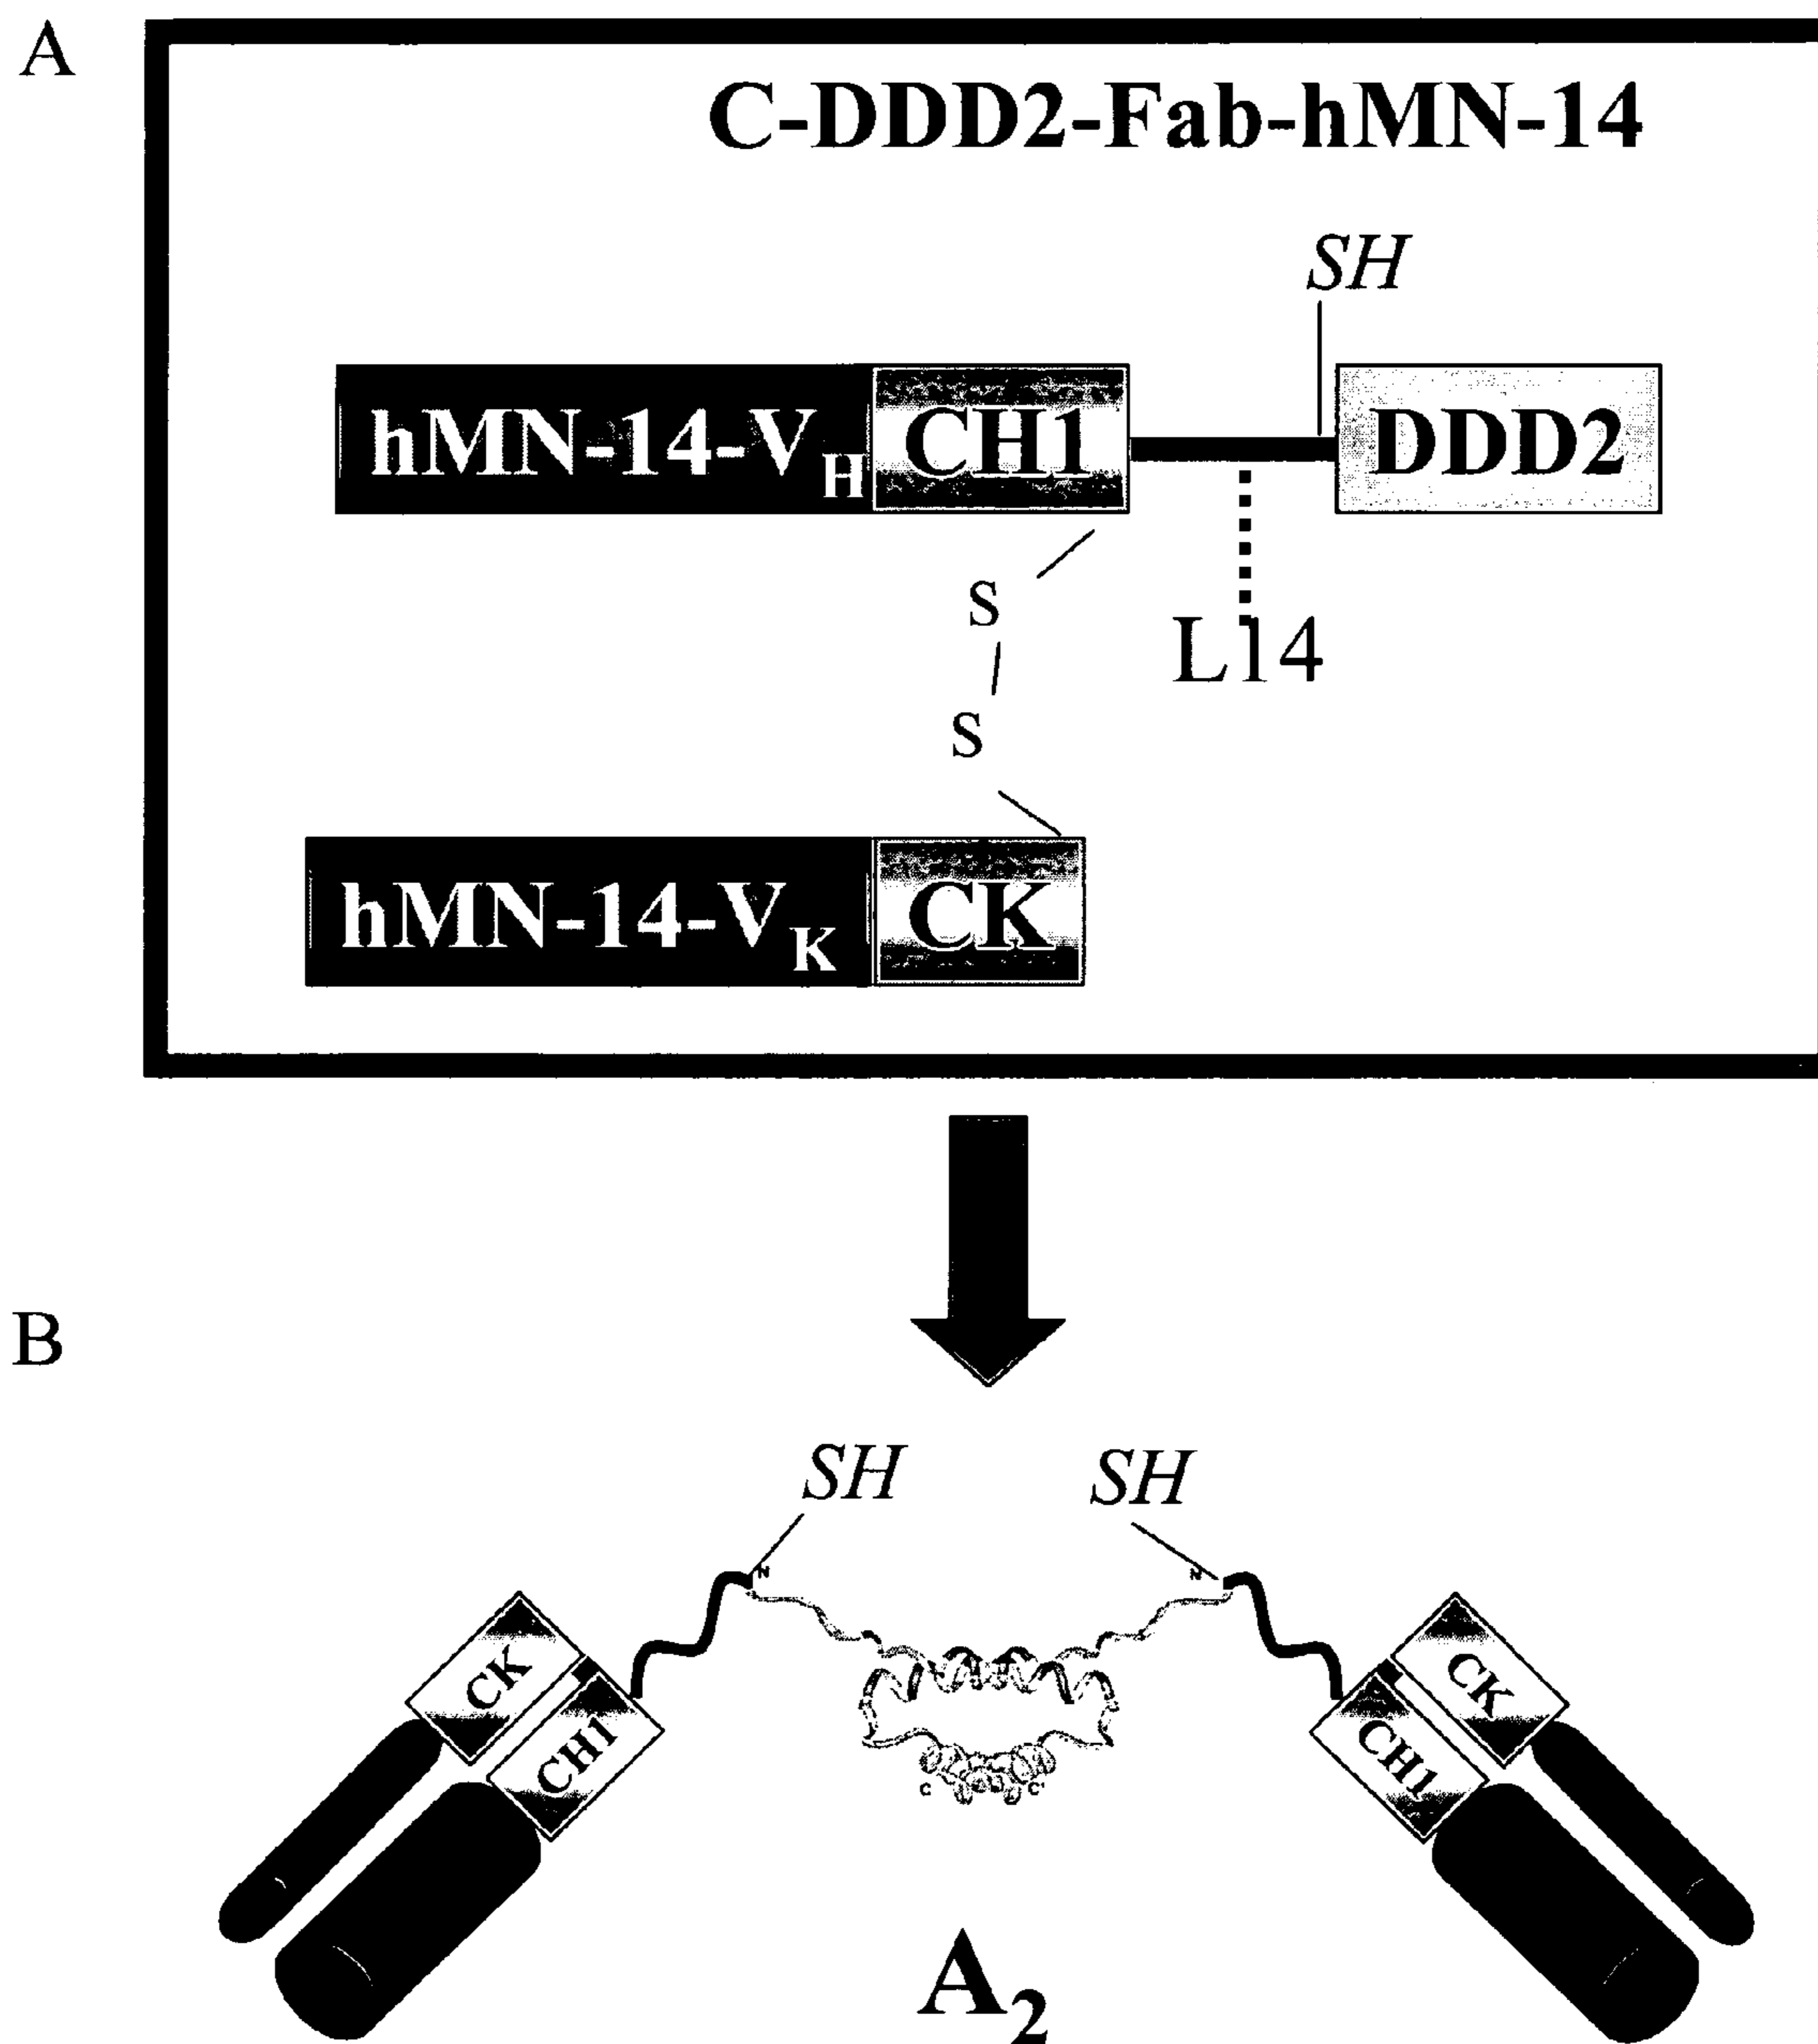 A
C-DDD2-Fab-hMN-14
SH
hMN-14-VH CH1 DDD2
S
L14
S
hMN-14-VK CK
B
SH SH
N N'
CK CK
CH1 CH1
C C'
A2